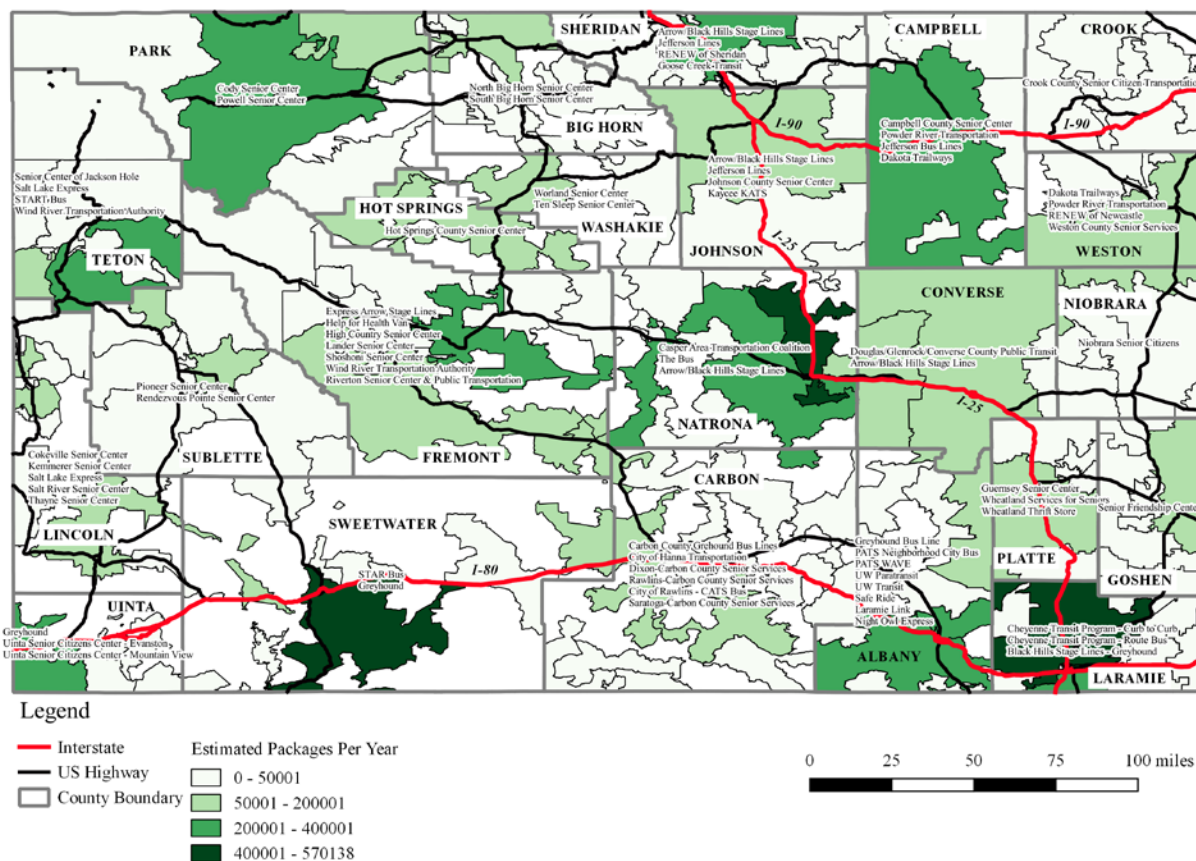 PARK
SHERIDAN
CAMPBELL
CROOK
Arrow/Black Hills Stage Lines
Jefferson Lines
RENEW of Sheridan
Goose Creek Transit
Cody Senior Center
Powell Senior Center
North Big Horn Senior Center
South Big Horn Senior Center
Crook County Senior Citizen Transportation
BIG HORN
I-90
Campbell County Senior Center
Powder River Transportation
Jefferson Bus Lines
Dakota Trailways
I-90
Senior Center of Jackson Hole
Salt Lake Express
START Bus
Wind River Transportation Authority
Arrow/Black Hills Stage Lines
Jefferson Lines
Johnson County Senior Center
Kaycee KATS
Worland Senior Center
Ten Sleep Senior Center
Dakota Trailways
Powder River Transportation
RENEW of Newcastle
Weston County Senior Services
HOT SPRINGS
Hot Springs County Senior Center
WASHAKIE
I-25
JOHNSON
WESTON
TETON
CONVERSE
NIOBRARA
Express Arrow Stage Lines
Help for Health Van
High Country Senior Center
Lander Senior Center
Shoshoni Senior Center
Wind River Transportation Authority
Riverton Senior Center & Public Transportation
Casper Area Transportation Coalition
The Bus
Arrow/Black Hills Stage Lines
Douglas/Glenrock/Converse County Public Transit
Arrow/Black Hills Stage Lines
Niobrara Senior Citizens
Pioneer Senior Center
Rendezvous Pointe Senior Center
I-25
NATRONA
SUBLETTE
FREMONT
Cokeville Senior Center
Kemmerer Senior Center
Salt Lake Express
Salt River Senior Center
Thayne Senior Center
CARBON
Guernsey Senior Center
Wheatland Services for Seniors
Wheatland Thrift Store
Senior Friendship Center
SWEETWATER
LINCOLN
Carbon County Grehound Bus Lines
City of Hanna Transportation
Dixon-Carbon County Senior Services
Rawlins-Carbon County Senior Services
City of Rawlins - CATS Bus
Saratoga-Carbon County Senior Services
Greyhound Bus Line
PATS Neighborhood City Bus
PATS WAVE
UW Paratransit
UW Transit
Safe Ride
Laramie Link
Night Owl Express
PLATTE
GOSHEN
I-80
STAR Bus
Greyhound
UINTA
Greyhound
Uinta Senior Citizens Center - Evanston
Uinta Senior Citizens Center - Mountain View
Cheyenne Transit Program - Curb to Curb
Cheyenne Transit Program - Route Bus
Black Hills Stage Lines - Greyhound
ALBANY
LARAMIE
Legend
Interstate
US Highway
County Boundary
Estimated Packages Per Year
0 - 50001
50001 - 200001
200001 - 400001
400001 - 570138
0 25 50 75 100 miles